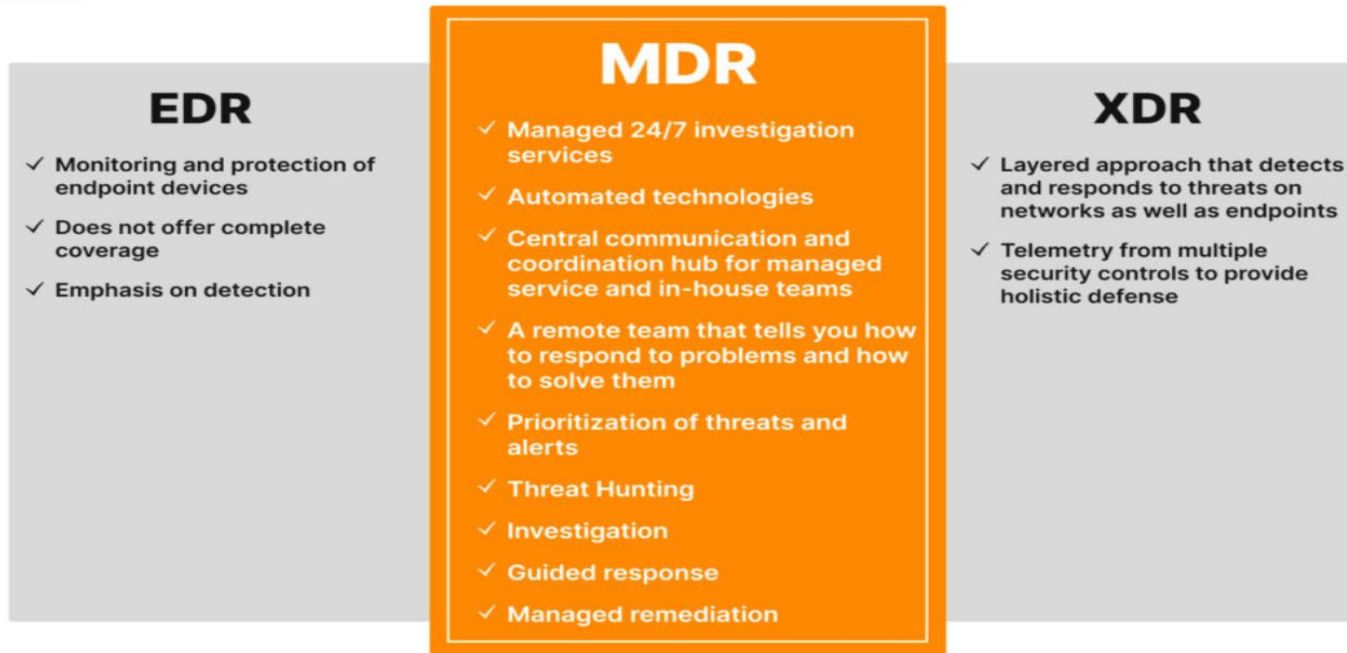 EDR
✓ Monitoring and protection of
endpoint devices
✓ Does not offer complete
coverage
✓ Emphasis on detection
MDR
✓ Managed 24/7 investigation
services
✓ Automated technologies
✓ Central communication and
coordination hub for managed
service and in-house teams
✓ A remote team that tells you how
to respond to problems and how
to solve them
✓ Prioritization of threats and
alerts
✓ Threat Hunting
✓ Investigation
✓ Guided response
✓ Managed remediation
XDR
✓ Layered approach that detects
and responds to threats on
networks as well as endpoints
✓ Telemetry from multiple
security controls to provide
holistic defense